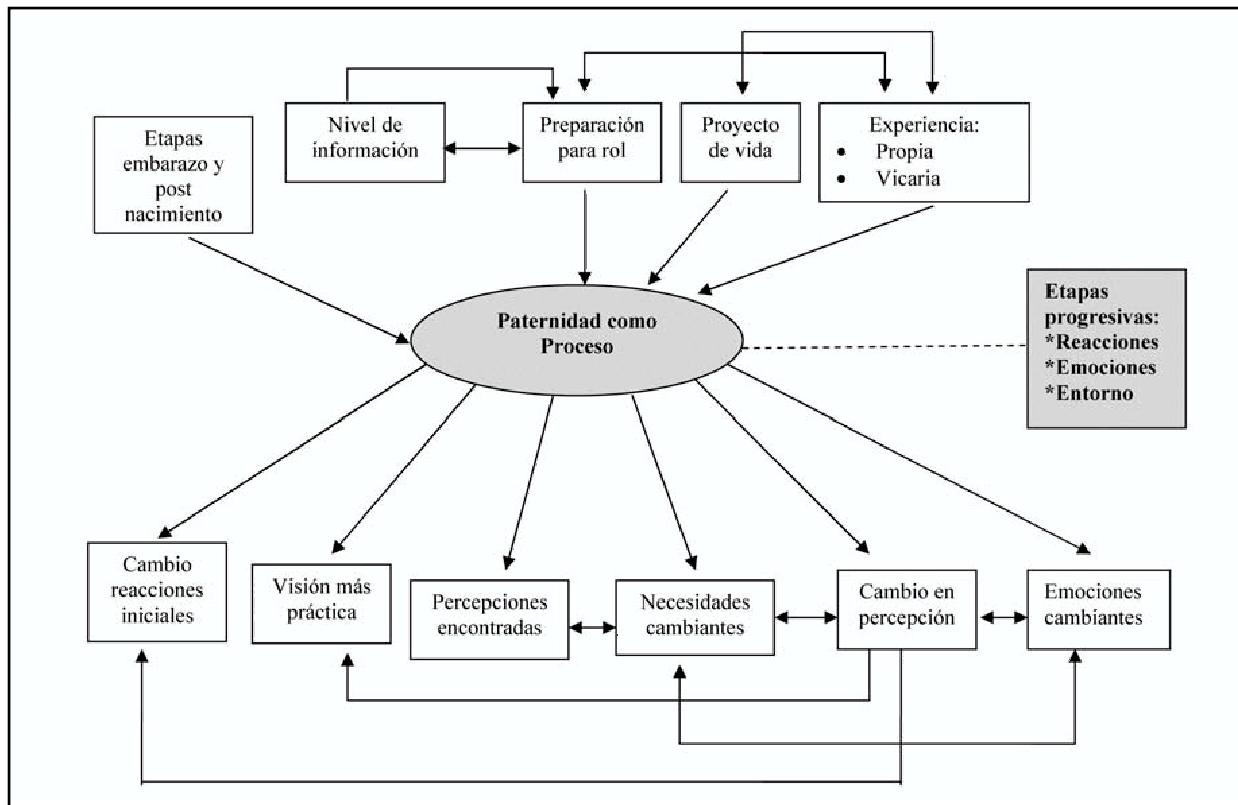 Etapas
embarazo y
post
nacimiento
Nivel de
información
Preparación
para rol
Proyecto
de vida
Experiencia:
• Propia
• Vicaria
Paternidad como
Proceso
Etapas
progresivas:
*Reacciones
*Emociones
*Entorno
Cambio
reacciones
iniciales
Visión más
práctica
Percepciones
encontradas
Necesidades
cambiantes
Cambio en
percepción
Emociones
cambiantes